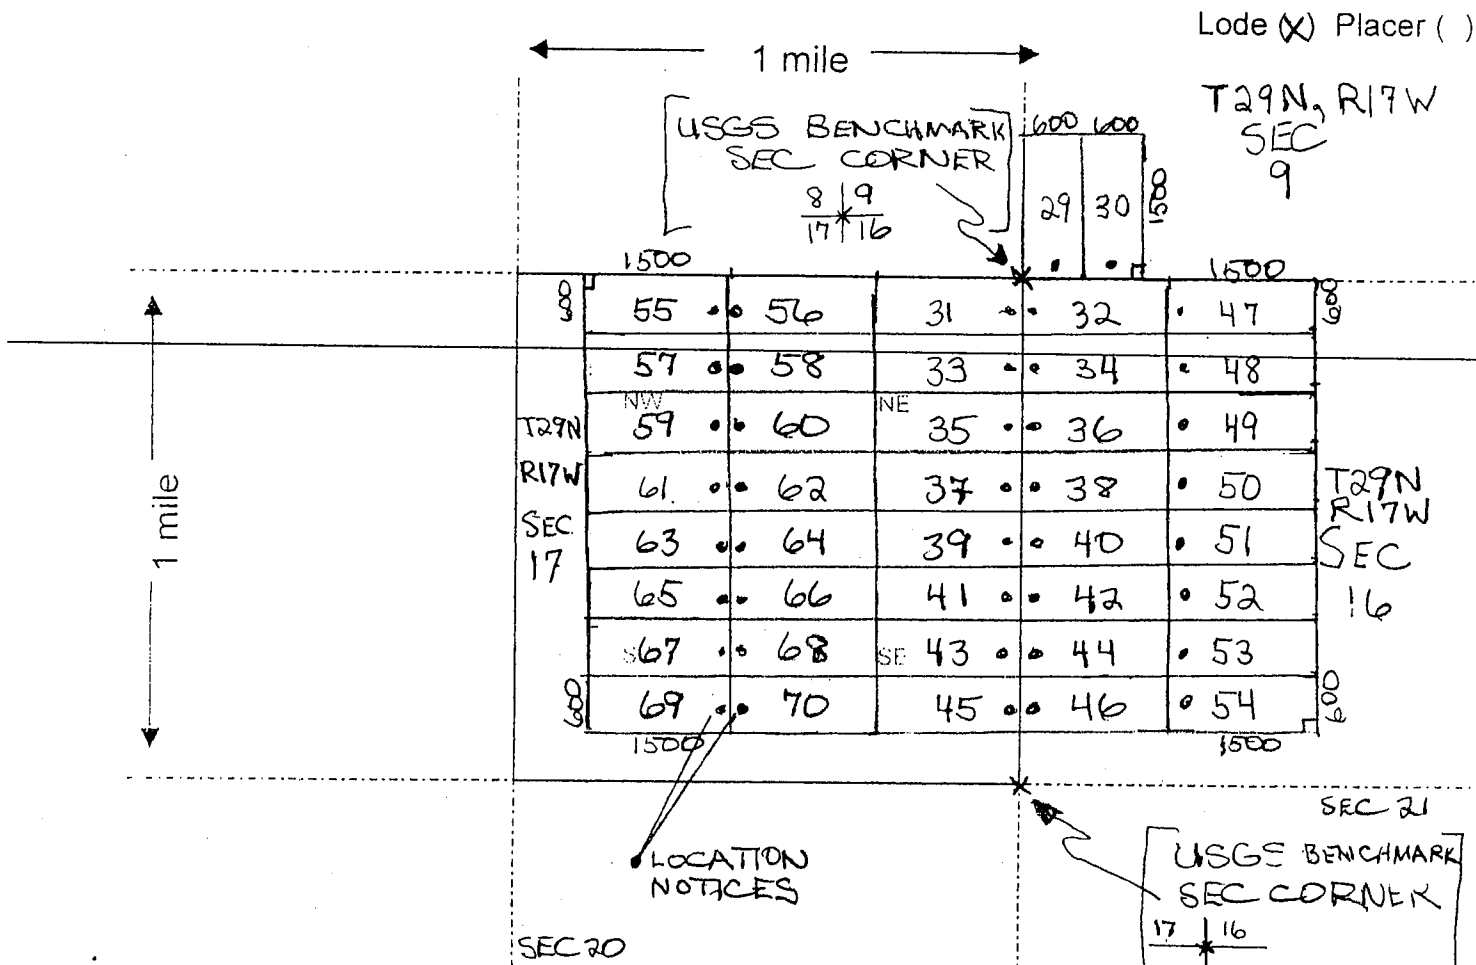 Lode (X) Placer ( )
1 mile
T29N, R17W
SEC
9
USGS BENCHMARK
SEC CORNER
8 | 9
17 | 16
600 600
29 30 1500
1500 1500
600 55 56 31 32 47 600
57 58 33 34 48
NW NE
T29N 59 60 35 36 49
R17W 61. 62 37 38 50 T29N
R17W
SEC 63 64 39 40 51 SEC
17
65 66 41 42 52 16
S 67 68 SE 43 44 53
600 69 70 45 46 54 600
1500 1500
1 mile
SEC 21
LOCATION
NOTICES
USGS BENCHMARK
SEC CORNER
17 | 16
SEC 20